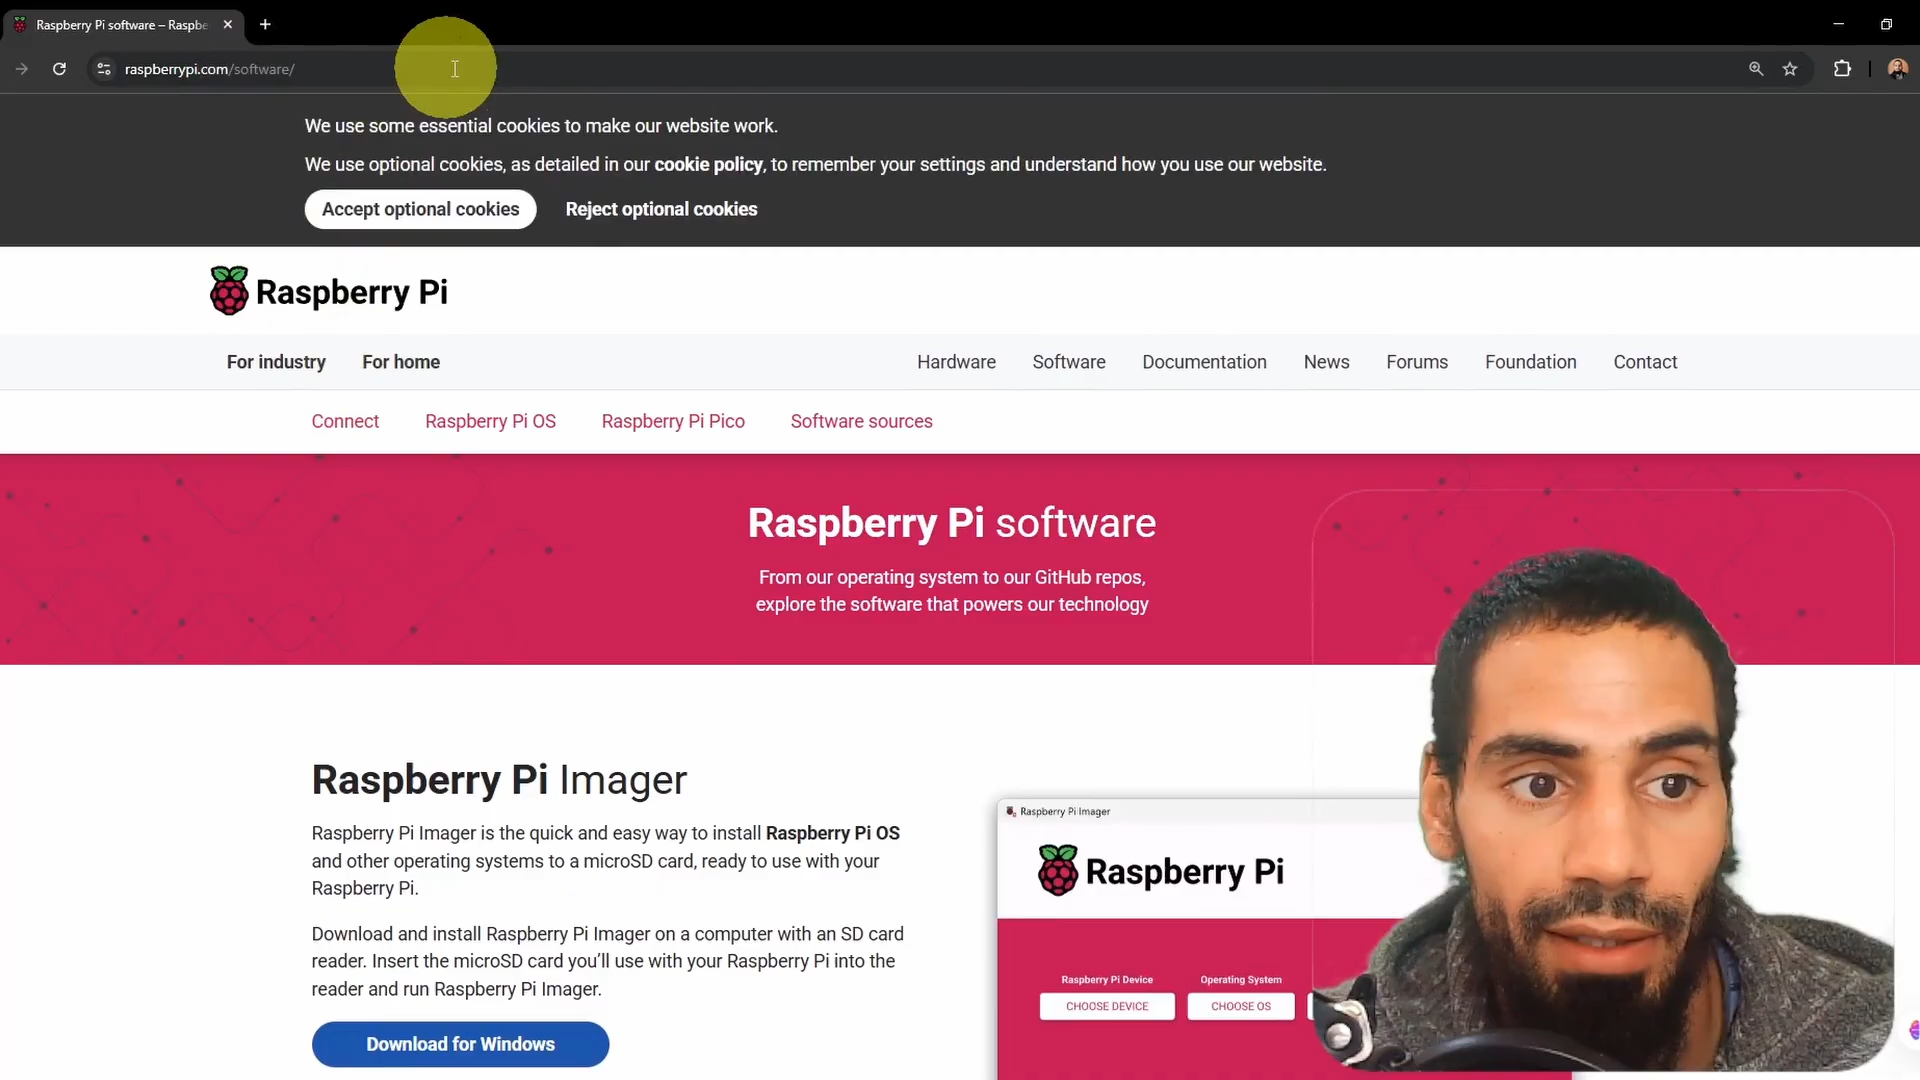 Raspberry Pi software – Raspbe
raspberrypi.com/software/
We use some essential cookies to make our website work.
We use optional cookies, as detailed in our cookie policy, to remember your settings and understand how you use our website.
Accept optional cookies
Reject optional cookies
Raspberry Pi
For industry
For home
Hardware
Software
Documentation
News
Forums
Foundation
Contact
Connect
Raspberry Pi OS
Raspberry Pi Pico
Software sources
Raspberry Pi software
From our operating system to our GitHub repos,
explore the software that powers our technology
Raspberry Pi Imager
Raspberry Pi Imager is the quick and easy way to install Raspberry Pi OS
and other operating systems to a microSD card, ready to use with your
Raspberry Pi.
Download and install Raspberry Pi Imager on a computer with an SD card
reader. Insert the microSD card you’ll use with your Raspberry Pi into the
reader and run Raspberry Pi Imager.
Download for Windows
Raspberry Pi Imager
Raspberry Pi
Raspberry Pi Device
Operating System
CHOOSE DEVICE
CHOOSE OS